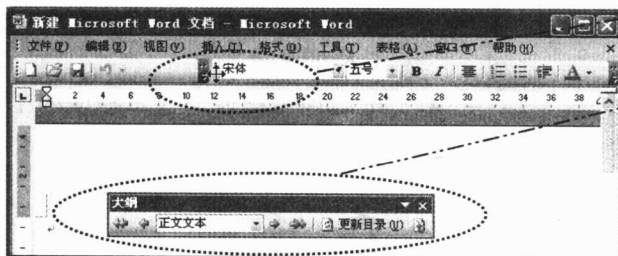 新建 Microsoft Word 文档 - Microsoft Word
文件(F) 编辑(E) 视图(V) 插入(I) 格式(O) 工具(T) 表格(A) 窗口(W) 帮助(H) ×
宋体 五号 B I A
L 2 4 6 8 10 12 14 16 18 20 22 24 26 28 30 32 34 36 38
大纲
正文文本 更新目录(U)